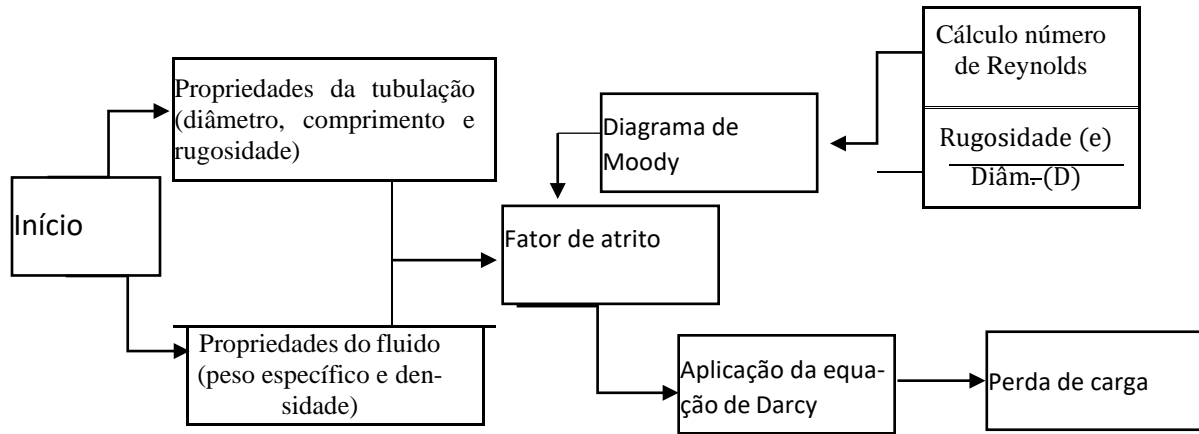 Início
Propriedades da tubulação
(diâmetro, comprimento e
rugosidade)
Propriedades do fluido
(peso específico e den-
sidade)
Cálculo número
de Reynolds
Rugosidade (e)
Diâm. (D)
Diagrama de
Moody
Fator de atrito
Aplicação da equa-
ção de Darcy
Perda de carga